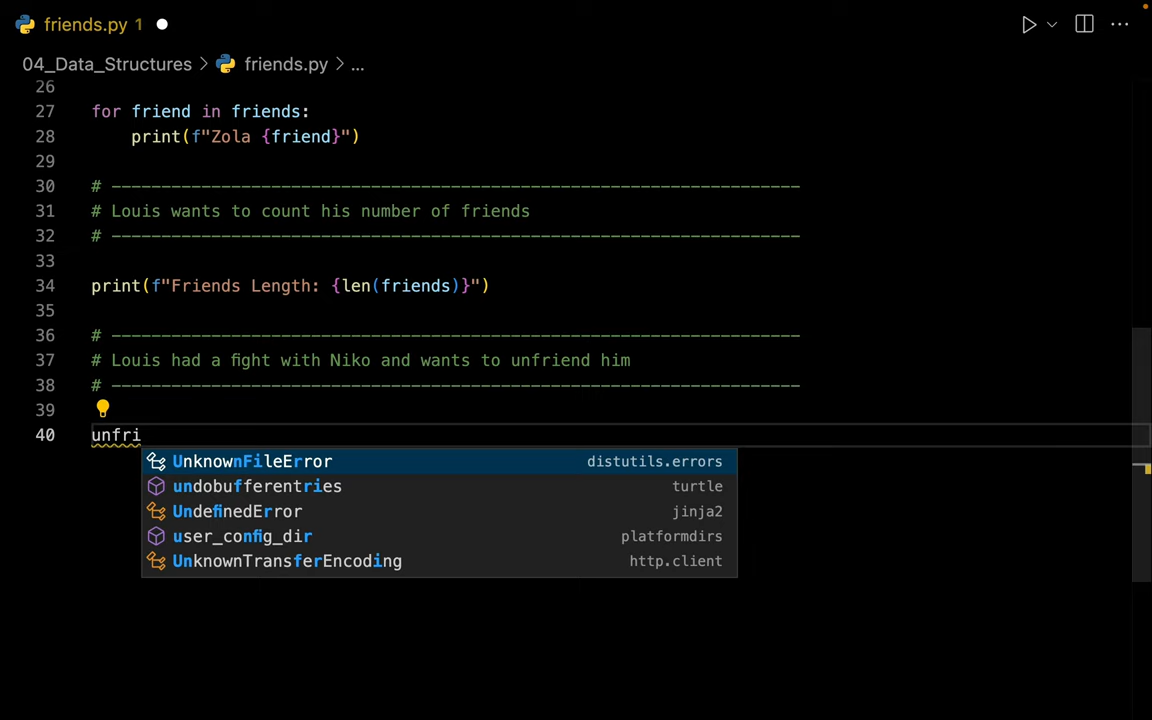 friends.py 1
04_Data_Structures > friends.py > ...
26
27 for friend in friends:
28     print(f"Zola {friend}")
29
30 # ---------------------------------------------------------------------
31 # Louis wants to count his number of friends
32 # ---------------------------------------------------------------------
33
34 print(f"Friends Length: {len(friends)}")
35
36 # ---------------------------------------------------------------------
37 # Louis had a fight with Niko and wants to unfriend him
38 # ---------------------------------------------------------------------
39
40 unfri
UnknownFileError distutils.errors
undobufferentries turtle
UndefinedError jinja2
user_config_dir platformdirs
UnknownTransferEncoding http.client